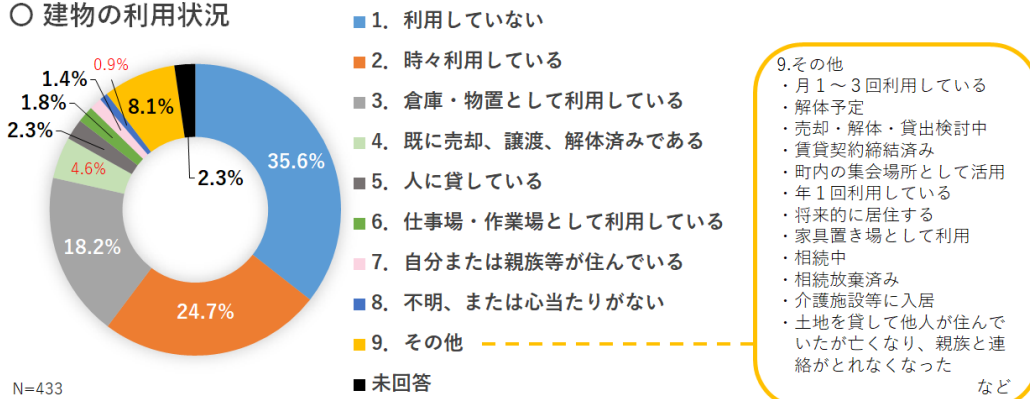 〇 建物の利用状況
35.6%
24.7%
18.2%
4.6%
2.3%
1.8%
1.4%
0.9%
8.1%
2.3%
N=433
1. 利用していない
2. 時々利用している
3. 倉庫・物置として利用している
4. 既に売却、譲渡、解体済みである
5. 人に貸している
6. 仕事場・作業場として利用している
7. 自分または親族等が住んでいる
8. 不明、または心当たりがない
9. その他
未回答
9.その他
・月１～３回利用している
・解体予定
・売却・解体・貸出検討中
・賃貸契約締結済み
・町内の集会場所として活用
・年１回利用している
・将来的に居住する
・家具置き場として利用
・相続中
・相続放棄済み
・介護施設等に入居
・土地を貸して他人が住んで
いたが亡くなり、親族と連
絡がとれなくなった
など